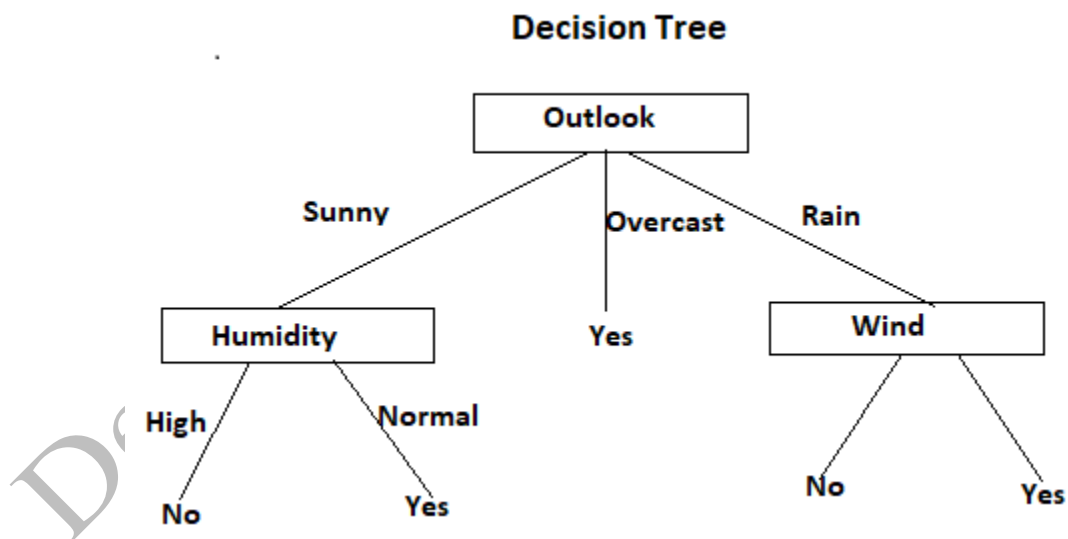 Decision Tree
Outlook
Sunny
Overcast
Rain
Humidity
Yes
Wind
High
Normal
No
Yes
No
Yes